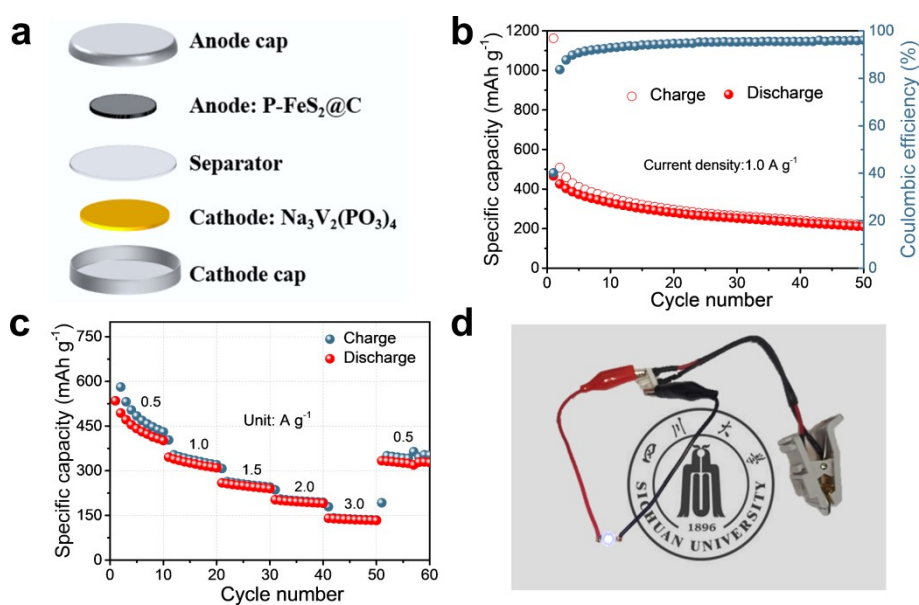 a
Anode cap
Anode: P-FeS₂@C
Separator
Cathode: Na₃V₂(PO₃)₄
Cathode cap
b
Specific capacity (mAh g⁻¹)
1200
1000
800
600
400
200
0
Charge
Discharge
Current density:1.0 A g⁻¹
100
80
60
40
20
0
Coulombic efficiency (%)
0 10 20 30 40 50
Cycle number
c
Specific capacity (mAh g⁻¹)
750
600
450
300
150
0
Charge
Discharge
Unit: A g⁻¹
0.5
1.0
1.5
2.0
3.0
0.5
0 10 20 30 40 50 60
Cycle number
d
四川大
1896
SICHUAN UNIVERSITY